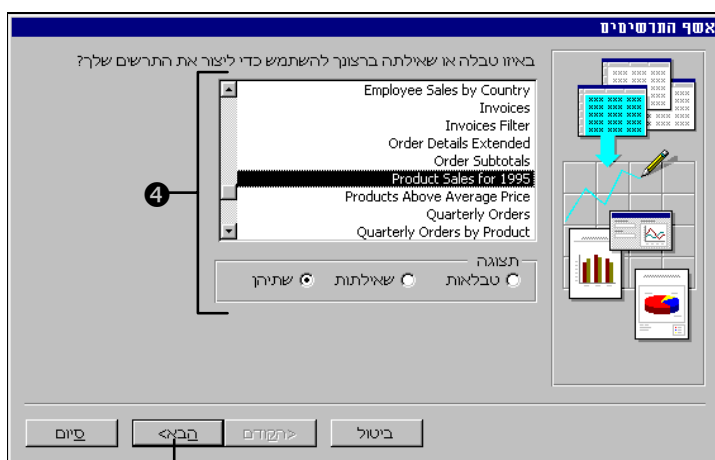 אשף התרשימים
באיזו טבלה או שאילתה ברצונך להשתמש כדי ליצור את התרשים שלך?
Employee Sales by Country
Invoices
Invoices Filter
Order Details Extended
Order Subtotals
Product Sales for 1995
Products Above Average Price
Quarterly Orders
Quarterly Orders by Product
4
תצוגה
טבלאות שאילתות שתיהן
ביטול <הקודם הבא> סיום